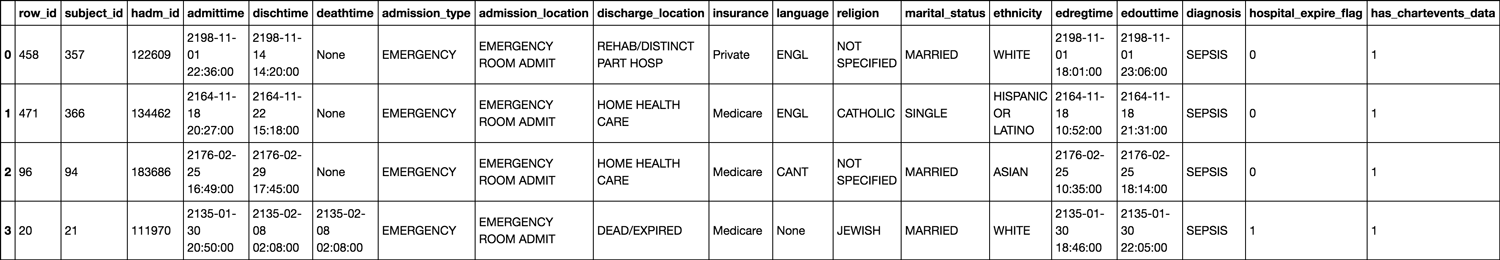 row_id subject_id hadm_id admittime dischtime deathtime admission_type admission_location discharge_location insurance language religion marital_status ethnicity edregtime edouttime diagnosis hospital_expire_flag has_chartevents_data
0 458 357 122609 2198-11-01 22:36:00 2198-11-14 14:20:00 None EMERGENCY EMERGENCY ROOM ADMIT REHAB/DISTINCT PART HOSP Private ENGL NOT SPECIFIED MARRIED WHITE 2198-11-01 18:01:00 2198-11-01 23:06:00 SEPSIS 0 1
1 471 366 134462 2164-11-18 20:27:00 2164-11-22 15:18:00 None EMERGENCY EMERGENCY ROOM ADMIT HOME HEALTH CARE Medicare ENGL CATHOLIC SINGLE HISPANIC OR LATINO 2164-11-18 10:52:00 2164-11-18 21:31:00 SEPSIS 0 1
2 96 94 183686 2176-02-25 16:49:00 2176-02-29 17:45:00 None EMERGENCY EMERGENCY ROOM ADMIT HOME HEALTH CARE Medicare CANT NOT SPECIFIED MARRIED ASIAN 2176-02-25 10:35:00 2176-02-25 18:14:00 SEPSIS 0 1
3 20 21 111970 2135-01-30 20:50:00 2135-02-08 02:08:00 2135-02-08 02:08:00 EMERGENCY EMERGENCY ROOM ADMIT DEAD/EXPIRED Medicare None JEWISH MARRIED WHITE 2135-01-30 18:46:00 2135-01-30 22:05:00 SEPSIS 1 1